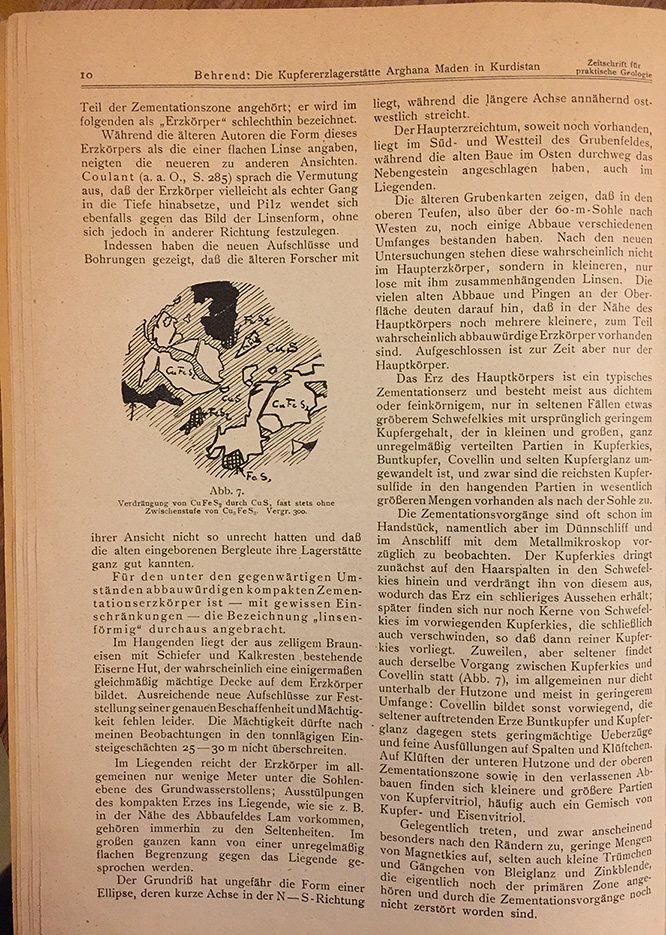 10
Behrend: Die Kupfererzlagerstätte Arghana Maden in Kurdistan
Zeitschrift für
praktische Geologie
Teil der Zementationszone angehört; er wird im
folgenden als „Erzkörper“ schlechthin bezeichnet.
Während die älteren Autoren die Form dieses
Erzkörpers als die einer flachen Linse angaben,
neigten die neueren zu anderen Ansichten.
Coulant (a. a. O., S. 285) sprach die Vermutung
aus, daß der Erzkörper vielleicht als echter Gang
in die Tiefe hinabsetze, und Pilz wendet sich
ebenfalls gegen das Bild der Linsenform, ohne
sich jedoch in anderer Richtung festzulegen.
Indessen haben die neuen Aufschlüsse und
Bohrungen gezeigt, daß die älteren Forscher mit
FeS₂
CuS
CuFeS₂
CuS
CuFeS₂
FeS₂
FeS₂
Abb. 7.
Verdrängung von CuFeS₂ durch CuS, fast stets ohne
Zwischenstufe von Cu₃FeS₃. Vergr. 300.
ihrer Ansicht nicht so unrecht hatten und daß
die alten eingeborenen Bergleute ihre Lagerstätte
ganz gut kannten.
Für den unter den gegenwärtigen Um-
ständen abbauwürdigen kompakten Zemen-
tationserzkörper ist — mit gewissen Ein-
schränkungen — die Bezeichnung „linsen-
förmig“ durchaus angebracht.
Im Hangenden liegt der aus zelligem Braun-
eisen mit Schiefer und Kalkresten bestehende
Eiserne Hut, der wahrscheinlich eine einigermaßen
gleichmäßig mächtige Decke auf dem Erzkörper
bildet. Ausreichende neue Aufschlüsse zur Fest-
stellung seiner genauen Beschaffenheit und Mächtig-
keit fehlen leider. Die Mächtigkeit dürfte nach
meinen Beobachtungen in den tonnlägigen Ein-
steigeschächten 25—30 m nicht überschreiten.
Im Liegenden reicht der Erzkörper im all-
gemeinen nur wenige Meter unter die Sohlen-
ebene des Grundwasserstollens; Ausstülpungen
des kompakten Erzes ins Liegende, wie sie z. B.
in der Nähe des Abbaufeldes Lam vorkommen,
gehören immerhin zu den Seltenheiten. Im
großen ganzen kann von einer unregelmäßig
flachen Begrenzung gegen das Liegende ge-
sprochen werden.
Der Grundriß hat ungefähr die Form einer
Ellipse, deren kurze Achse in der N—S-Richtung
liegt, während die längere Achse annähernd ost-
westlich streicht.
Der Haupterzreichtum, soweit noch vorhanden,
liegt im Süd- und Westteil des Grubenfeldes,
während die alten Baue im Osten durchweg das
Nebengestein angeschlagen haben, auch im
Liegenden.
Die älteren Grubenkarten zeigen, daß in den
oberen Teufen, also über der 60-m-Sohle nach
Westen zu, noch einige Abbaue verschiedenen
Umfanges bestanden haben. Nach den neuen
Untersuchungen stehen diese wahrscheinlich nicht
im Haupterzkörper, sondern in kleineren, nur
lose mit ihm zusammenhängenden Linsen. Die
vielen alten Abbaue und Pingen an der Ober-
fläche deuten darauf hin, daß in der Nähe des
Hauptkörpers noch mehrere kleinere, zum Teil
wahrscheinlich abbauwürdige Erzkörper vorhanden
sind. Aufgeschlossen ist zur Zeit aber nur der
Hauptkörper.
Das Erz des Hauptkörpers ist ein typisches
Zementationserz und besteht meist aus dichtem
oder feinkörnigem, nur in seltenen Fällen etwas
gröberem Schwefelkies mit ursprünglich geringem
Kupfergehalt, der in kleinen und großen, ganz
unregelmäßig verteilten Partien in Kupferkies,
Buntkupfer, Covellin und selten Kupferglanz um-
gewandelt ist, und zwar sind die reichsten Kupfer-
sulfide in den hangenden Partien in wesentlich
größeren Mengen vorhanden als nach der Sohle zu.
Die Zementationsvorgänge sind oft schon im
Handstück, namentlich aber im Dünnschliff und
im Anschliff mit dem Metallmikroskop vor-
züglich zu beobachten. Der Kupferkies dringt
zunächst auf den Haarspalten in den Schwefel-
kies hinein und verdrängt ihn von diesem aus,
wodurch das Erz ein schlieriges Aussehen erhält;
später finden sich nur noch Kerne von Schwefel-
kies im vorwiegenden Kupferkies, die schließlich
auch verschwinden, so daß dann reiner Kupfer-
kies vorliegt. Zuweilen, aber seltener findet
auch derselbe Vorgang zwischen Kupferkies und
Covellin statt (Abb. 7), im allgemeinen nur dicht
unterhalb der Hutzone und meist in geringerem
Umfange: Covellin bildet sonst vorwiegend, die
seltener auftretenden Erze Buntkupfer und Kupfer-
glanz dagegen stets geringmächtige Ueberzüge
und feine Ausfüllungen auf Spalten und Klüftchen.
Auf Klüften der unteren Hutzone und der oberen
Zementationszone sowie in den verlassenen Ab-
bauen finden sich kleinere und größere Partien
von Kupfervitriol, häufig auch ein Gemisch von
Kupfer- und Eisenvitriol.
Gelegentlich treten, und zwar anscheinend
besonders nach den Rändern zu, geringe Mengen
von Magnetkies auf, selten auch kleine Trümchen
und Gängchen von Bleiglanz und Zinkblende,
die eigentlich noch der primären Zone ange-
hören und durch die Zementationsvorgänge noch
nicht zerstört worden sind.